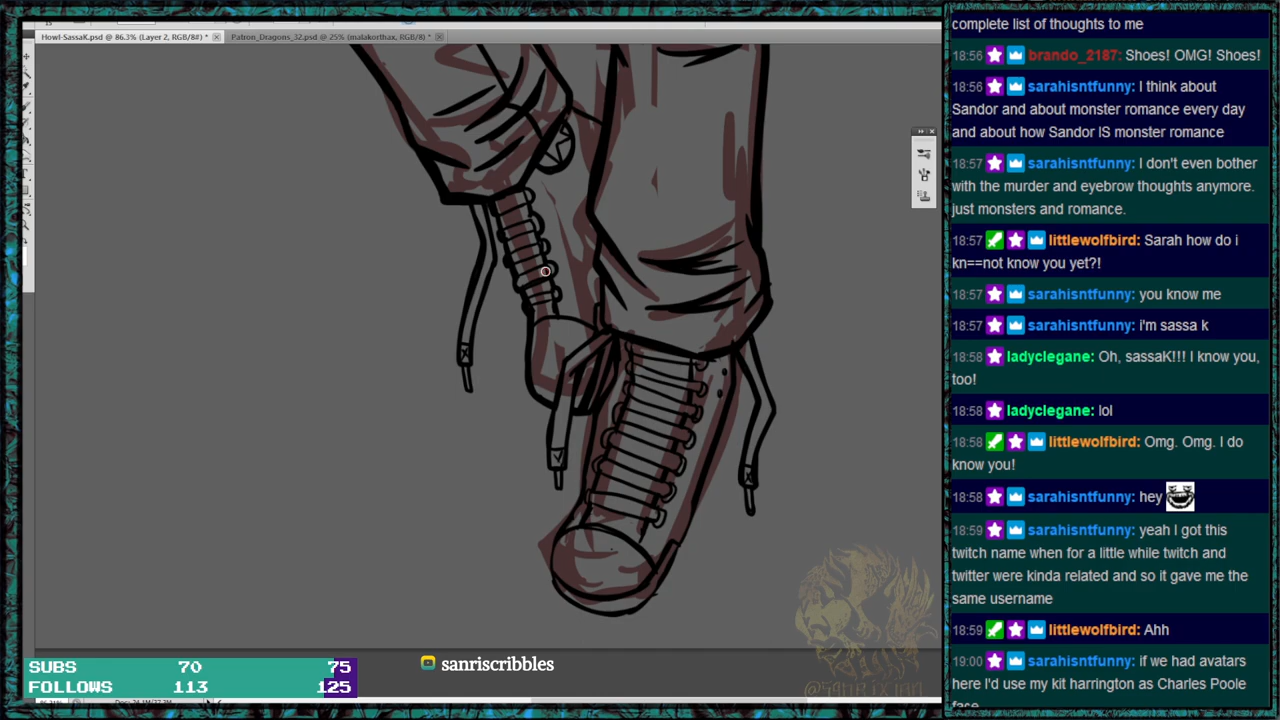 Howl-SassaK.psd @ 86.3% (Layer 2, RGB/8#) *
Patron_Dragons_32.psd @ 25% (malakorthax, RGB/8) *
complete list of thoughts to me
18:56 brando_2187: Shoes! OMG! Shoes!
18:56 sarahisntfunny: I think about
Sandor and about monster romance every day
and about how Sandor IS monster romance
18:57 sarahisntfunny: I don't even bother
with the murder and eyebrow thoughts anymore.
just monsters and romance.
18:57 littlewolfbird: Sarah how do i
kn==not know you yet?!
18:57 sarahisntfunny: you know me
18:57 sarahisntfunny: i'm sassa k
18:58 ladyclegane: Oh, sassaK!!! I know you,
too!
18:58 ladyclegane: lol
18:58 littlewolfbird: Omg. Omg. I do
know you!
18:58 sarahisntfunny: hey
18:59 sarahisntfunny: yeah I got this
twitch name when for a little while twitch and
twitter were kinda related and so it gave me the
same username
18:59 littlewolfbird: Ahh
19:00 sarahisntfunny: if we had avatars
here I'd use my kit harrington as Charles Poole
face
SUBS 70 75
FOLLOWS 113 125
sanriscribbles